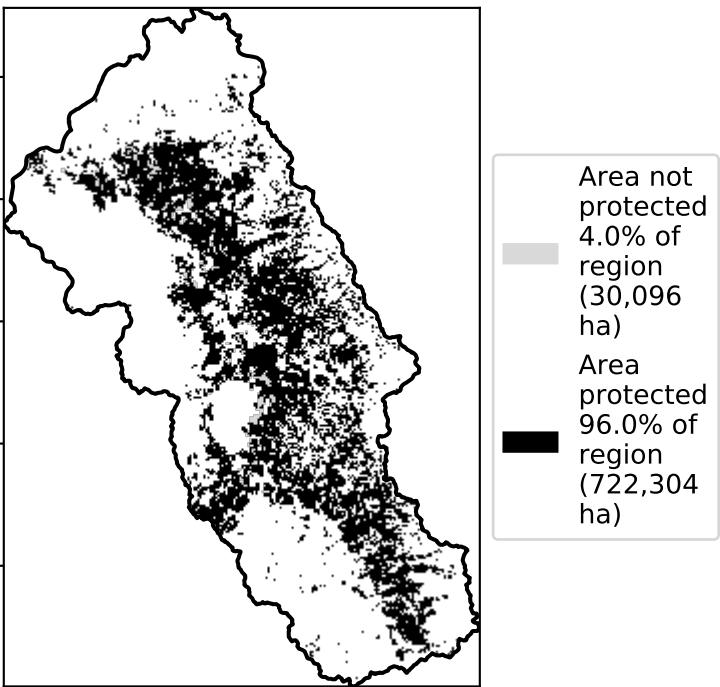 Area not
protected
4.0% of
region
(30,096
ha)
Area
protected
96.0% of
region
(722,304
ha)